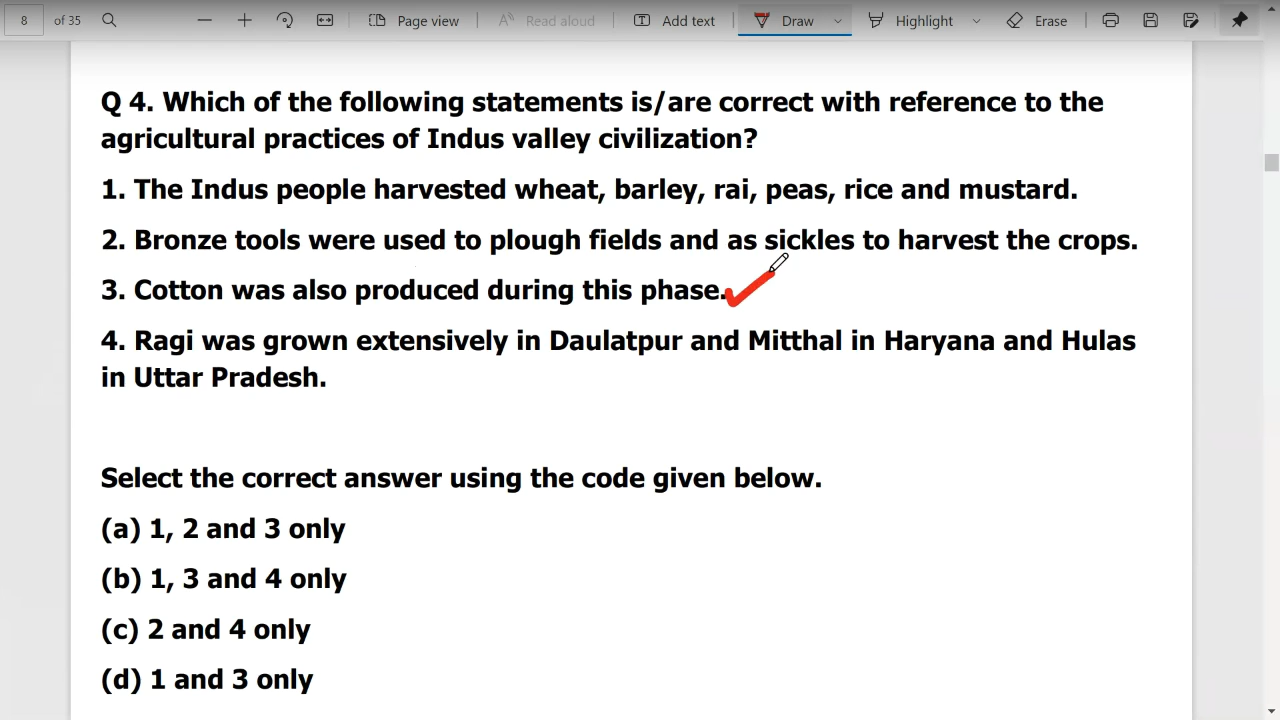 8 of 35 Page view Read aloud Add text Draw Highlight Erase
Q 4. Which of the following statements is/are correct with reference to the
agricultural practices of Indus valley civilization?
1. The Indus people harvested wheat, barley, rai, peas, rice and mustard.
2. Bronze tools were used to plough fields and as sickles to harvest the crops.
3. Cotton was also produced during this phase.
4. Ragi was grown extensively in Daulatpur and Mitthal in Haryana and Hulas
in Uttar Pradesh.
Select the correct answer using the code given below.
(a) 1, 2 and 3 only
(b) 1, 3 and 4 only
(c) 2 and 4 only
(d) 1 and 3 only